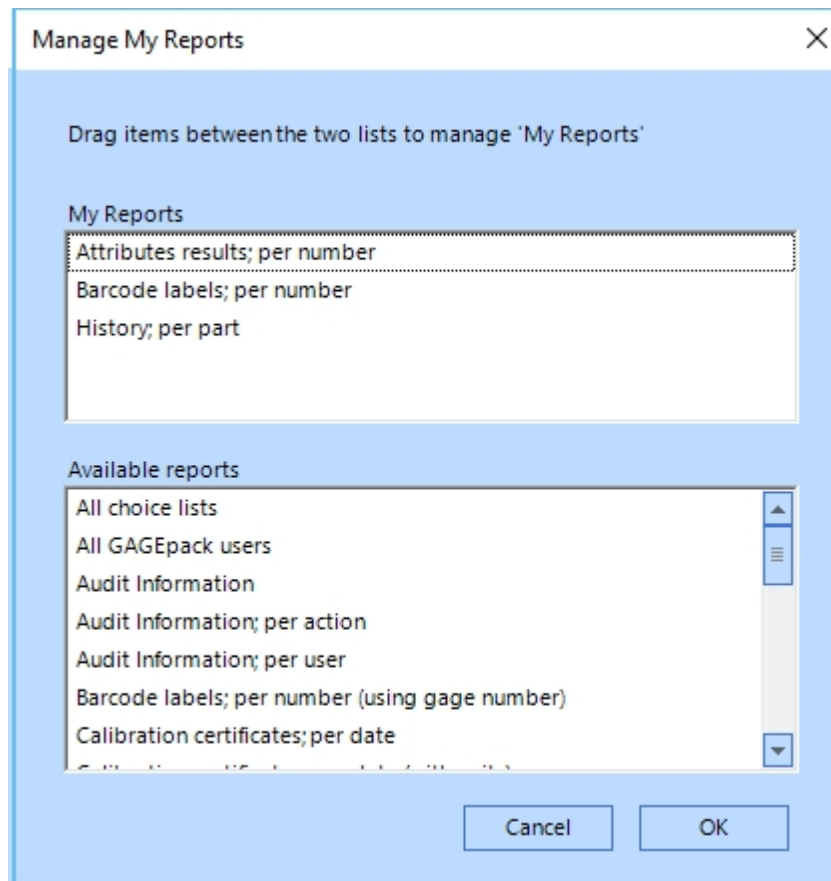 Manage My Reports
Drag items between the two lists to manage 'My Reports'
My Reports
Attributes results; per number
Barcode labels; per number
History; per part
Available reports
All choice lists
All GAGEpack users
Audit Information
Audit Information; per action
Audit Information; per user
Barcode labels; per number (using gage number)
Calibration certificates; per date
Cancel OK